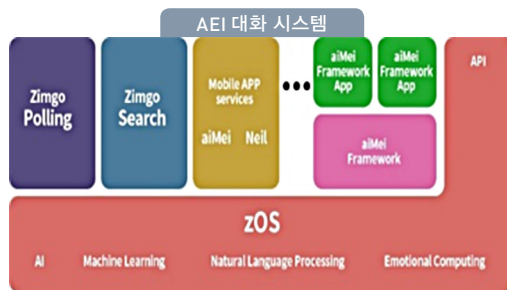 AEI 대화 시스템
Zimgo
Polling
Zimgo
Search
Mobile APP
services
aiMei Neil
aiMei
Framework
App
aiMei
Framework
App
API
aiMei
Framework
zOS
AI Machine Learning Natural Language Processing Emotional Computing